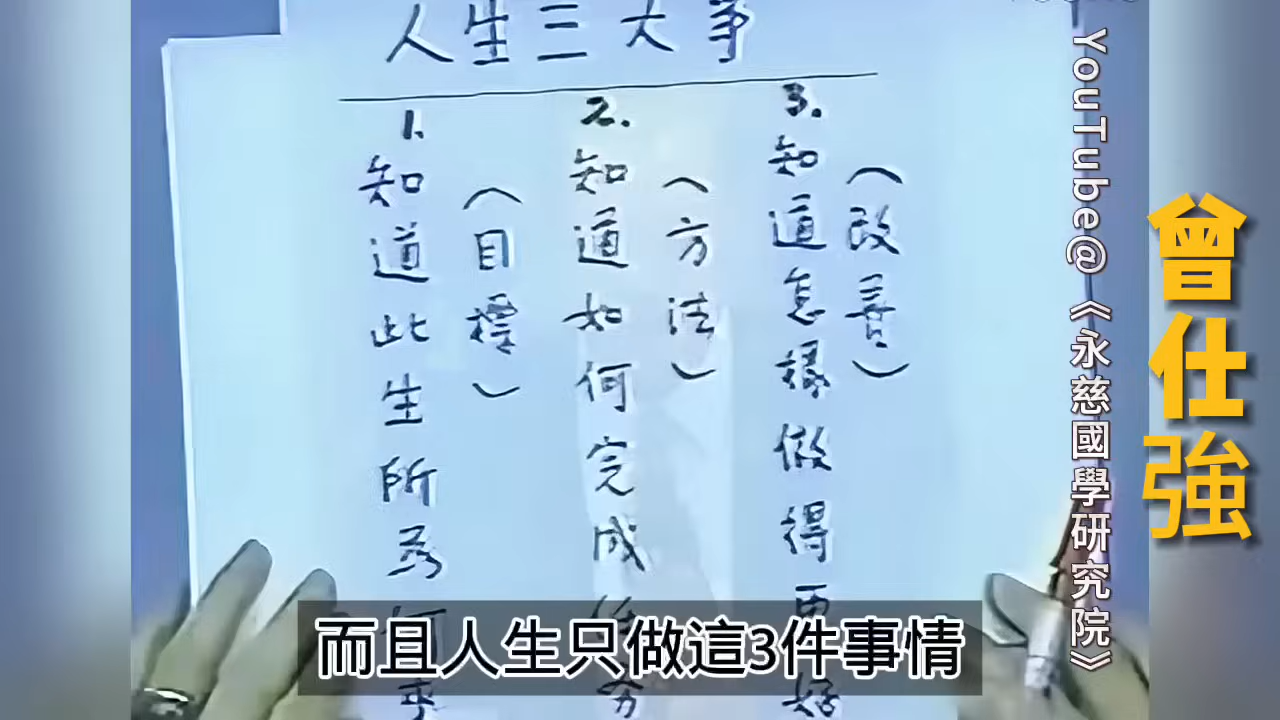 人生三大事
1.
知道此生所為何事
(目標)
2.
知道如何完成
(方法)
3.
知道怎樣做得更好
(改善)
而且人生只做這3件事情
YouTube@《永慈國學研究院》
曾仕強